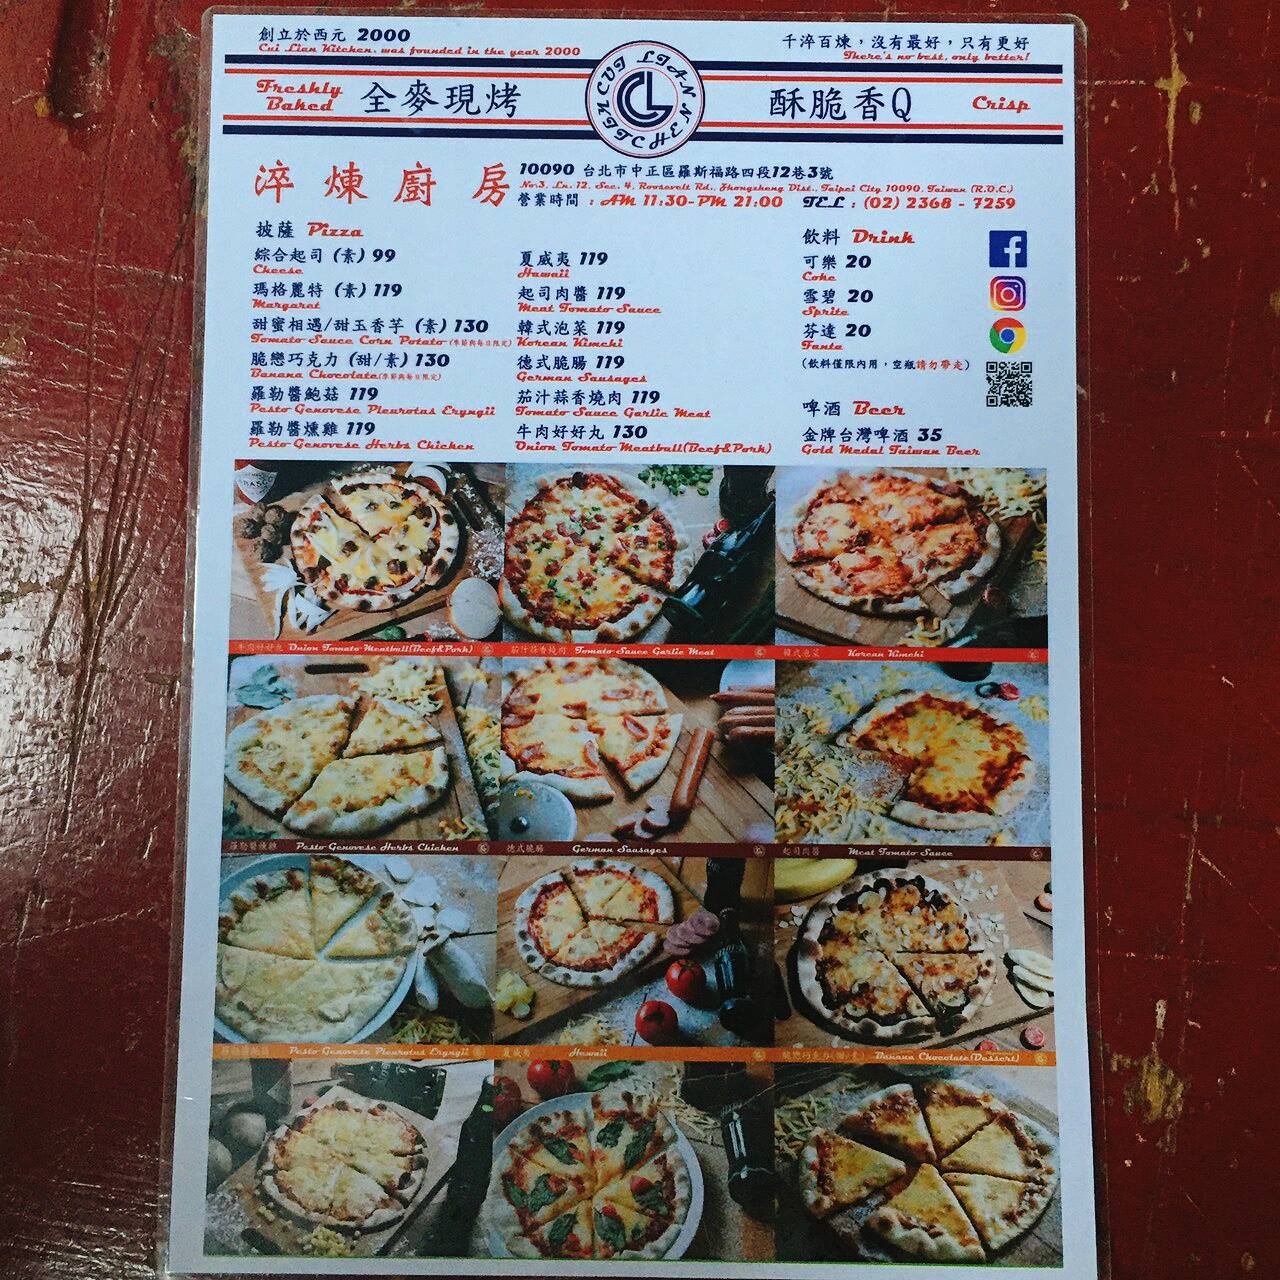 創立於西元 2000
Cui Lian Kitchen. was founded in the year 2000
千淬百煉，沒有最好，只有更好
There's no best, only better!
Freshly Baked 全麥現烤
CUI LIANN KITCHEN
CL
酥脆香Q Crisp
淬煉廚房
10090 台北市中正區羅斯福路四段12巷3號
No.3, Ln. 12, Sec. 4, Roosevelt Rd., Zhongzheng Dist., Taipei City 10090, Taiwan (R.O.C.)
營業時間：AM 11:30-PM 21:00 TEL : (02) 2368 - 7259
披薩 Pizza
綜合起司 (素) 99
Cheese
瑪格麗特 (素) 119
Margaret
甜蜜相遇/甜玉香芋 (素) 130
Tomato Sauce Corn Potato (季節與每日限定)
脆戀巧克力 (甜/素) 130
Banana Chocolate(季節與每日限定)
羅勒醬鮑菇 119
Pesto Genovese Pleurotus Eryngii
羅勒醬燻雞 119
Pesto Genovese Herbs Chicken
夏威夷 119
Hawaii
起司肉醬 119
Meat Tomato Sauce
韓式泡菜 119
Korean Kimchi
德式脆腸 119
German Sausages
茄汁蒜香燒肉 119
Tomato Sauce Garlic Meat
牛肉好好丸 130
Onion Tomato Meatball(Beef&Pork)
飲料 Drink
可樂 20
Coke
雪碧 20
Sprite
芬達 20
Fanta
(飲料僅限內用，空瓶請勿帶走)
啤酒 Beer
金牌台灣啤酒 35
Gold Medal Taiwan Beer
牛肉好好丸 Onion Tomato Meatball(Beef&Pork)
茄汁蒜香燒肉 Tomato Sauce Garlic Meat
韓式泡菜 Korean Kimchi
羅勒醬燻雞 Pesto Genovese Herbs Chicken
德式脆腸 German Sausages
起司肉醬 Meat Tomato Sauce
Pesto Genovese Pleurotus Eryngii
夏威夷 Hawaii
脆戀巧克力(甜/素) Banana Chocolate(Dessert)